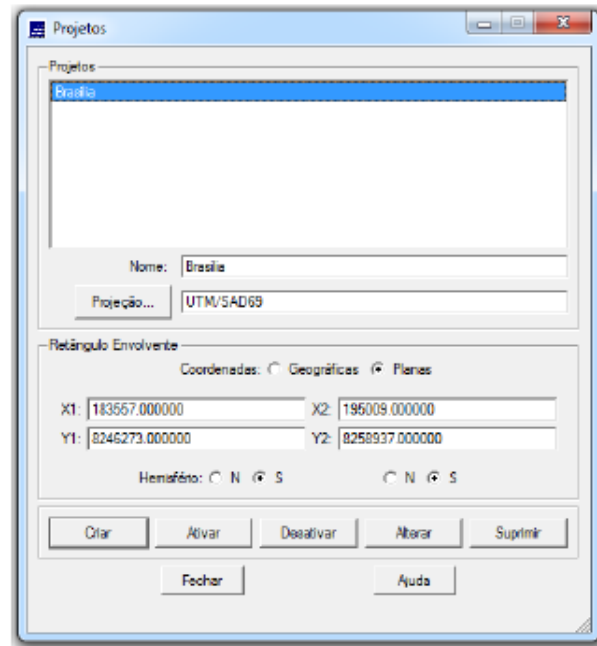 Projetos
Projetos
Brasilia
Nome: Brasilia
Projeção... UTM/SAD69
Retângulo Envolvente
Coordenadas: Geográficas Planas
X1: 183557.000000 X2: 195009.000000
Y1: 8246273.000000 Y2: 8258937.000000
Hemisfério: N S N S
Criar Ativar Desativar Alterar Suprimir
Fechar Ajuda